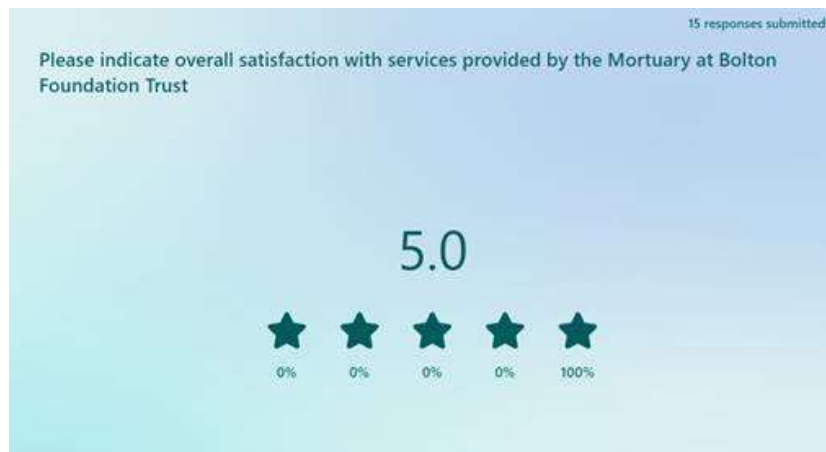 15 responses submitted
Please indicate overall satisfaction with services provided by the Mortuary at Bolton
Foundation Trust
5.0
0% 0% 0% 0% 100%